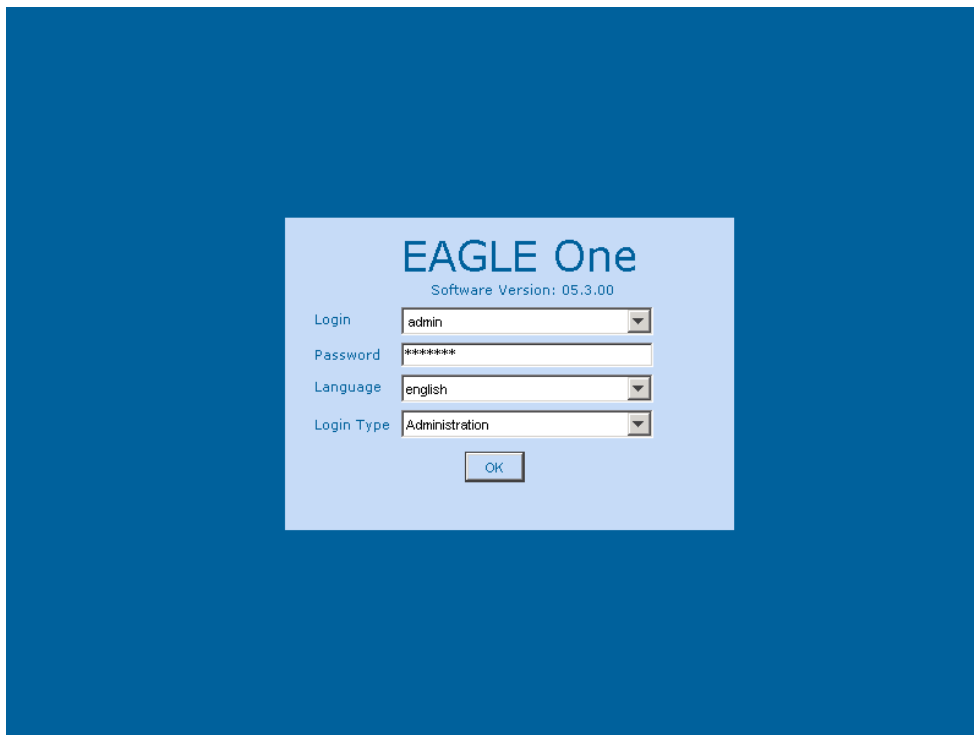 EAGLE One
Software Version: 05.3.00
Login admin
Password *******
Language english
Login Type Administration
OK